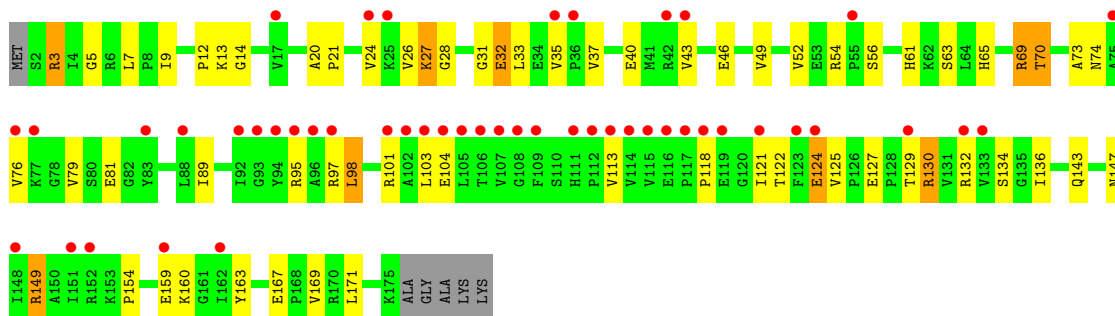 MET S2 R3 I4 G5 R6 L7 P8 I9 P12 K13 G14 V17 A20 P21 V24 K25 V26 K27 G28 G31 E32 L33 E34 V35 P36 V37 E40 M41 R42 V43 E46 V49 V52 E53 R54 P55 S56 H61 K62 S63 L64 H65 R69 T70 A73 N74 A75
V76 K77 G78 V79 S80 E81 G82 Y83 L88 I89 I92 G93 Y94 R95 A96 R97 L98 R101 A102 L103 E104 L105 T106 V107 G108 F109 S110 H111 P112 V113 V114 V115 E116 P117 P118 E119 G120 I121 T122 F123 E124 V125 P126 E127 P128 T129 R130 V131 R132 V133 S134 G135 I136 Q143 N147
I148 R149 A150 I151 R152 K153 P154 E159 K160 G161 I162 Y163 E167 P168 V169 R170 L171 K175 ALA GLY ALA LYS LYS